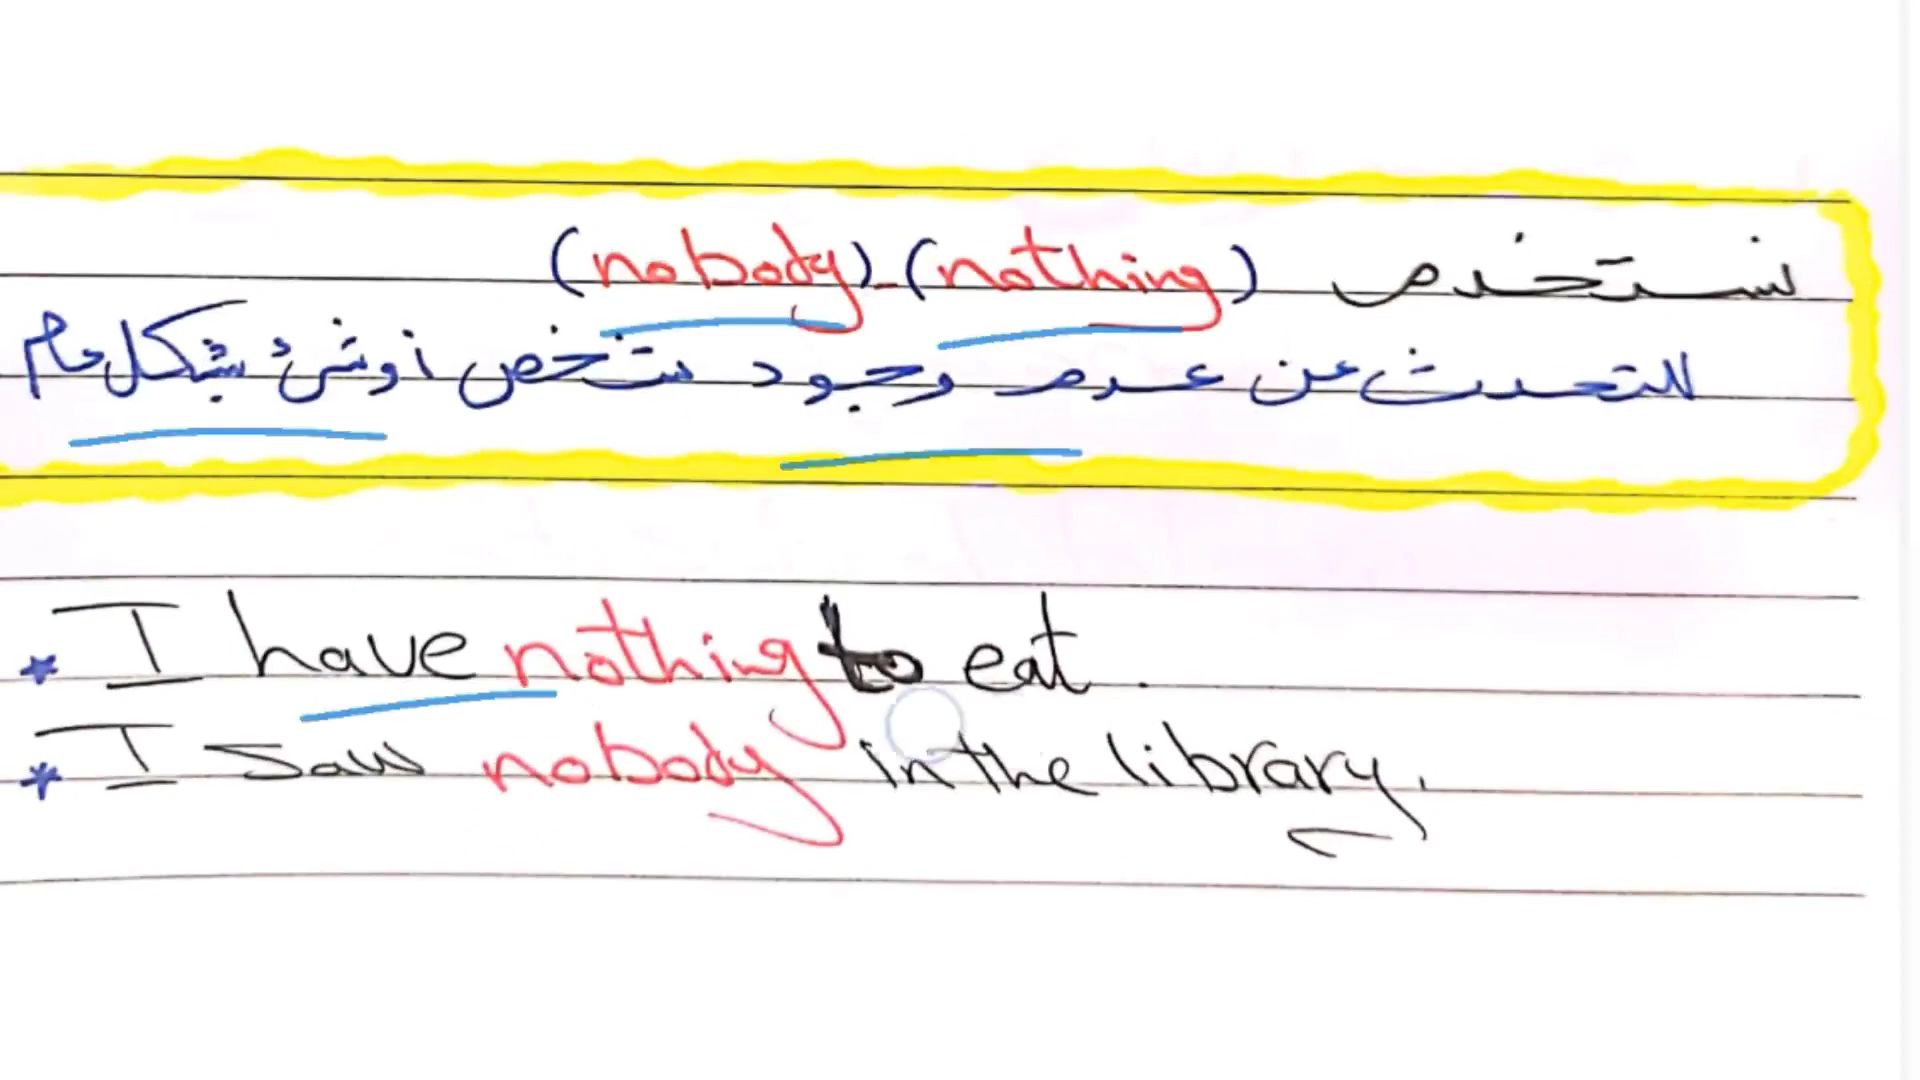 نستخدم (nothing) - (nobody)
للتحدث عن عدم وجود شخص أو شئ بشكل عام
* I have nothing to eat.
* I saw nobody in the library.